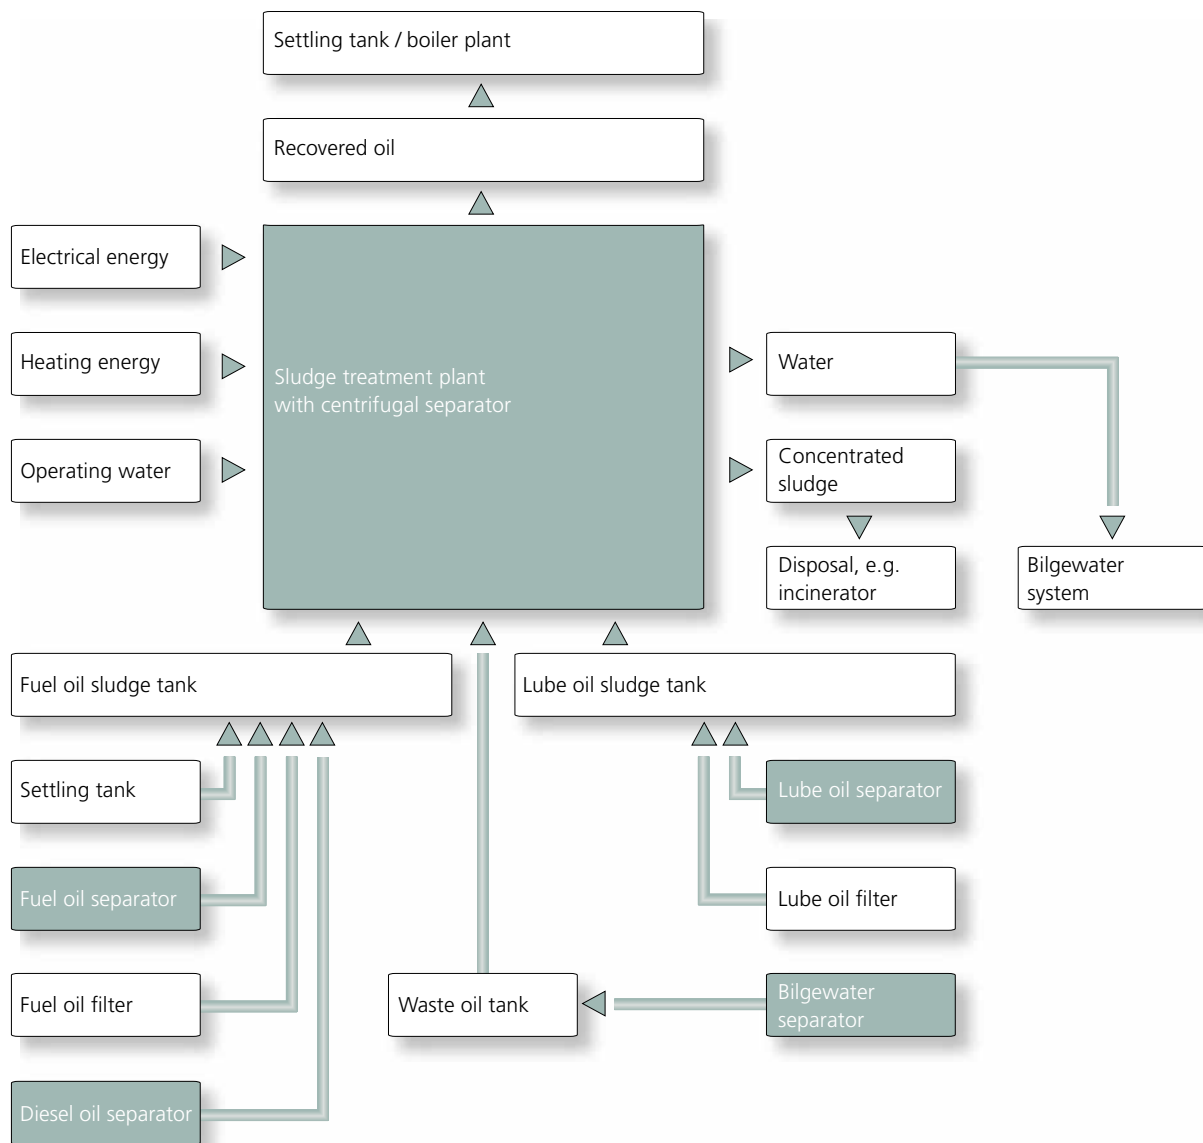 Settling tank / boiler plant
Recovered oil
Electrical energy
Heating energy
Operating water
Sludge treatment plant
with centrifugal separator
Water
Concentrated
sludge
Disposal, e.g.
incinerator
Bilgewater
system
Fuel oil sludge tank
Lube oil sludge tank
Settling tank
Lube oil separator
Fuel oil separator
Lube oil filter
Fuel oil filter
Waste oil tank
Bilgewater
separator
Diesel oil separator